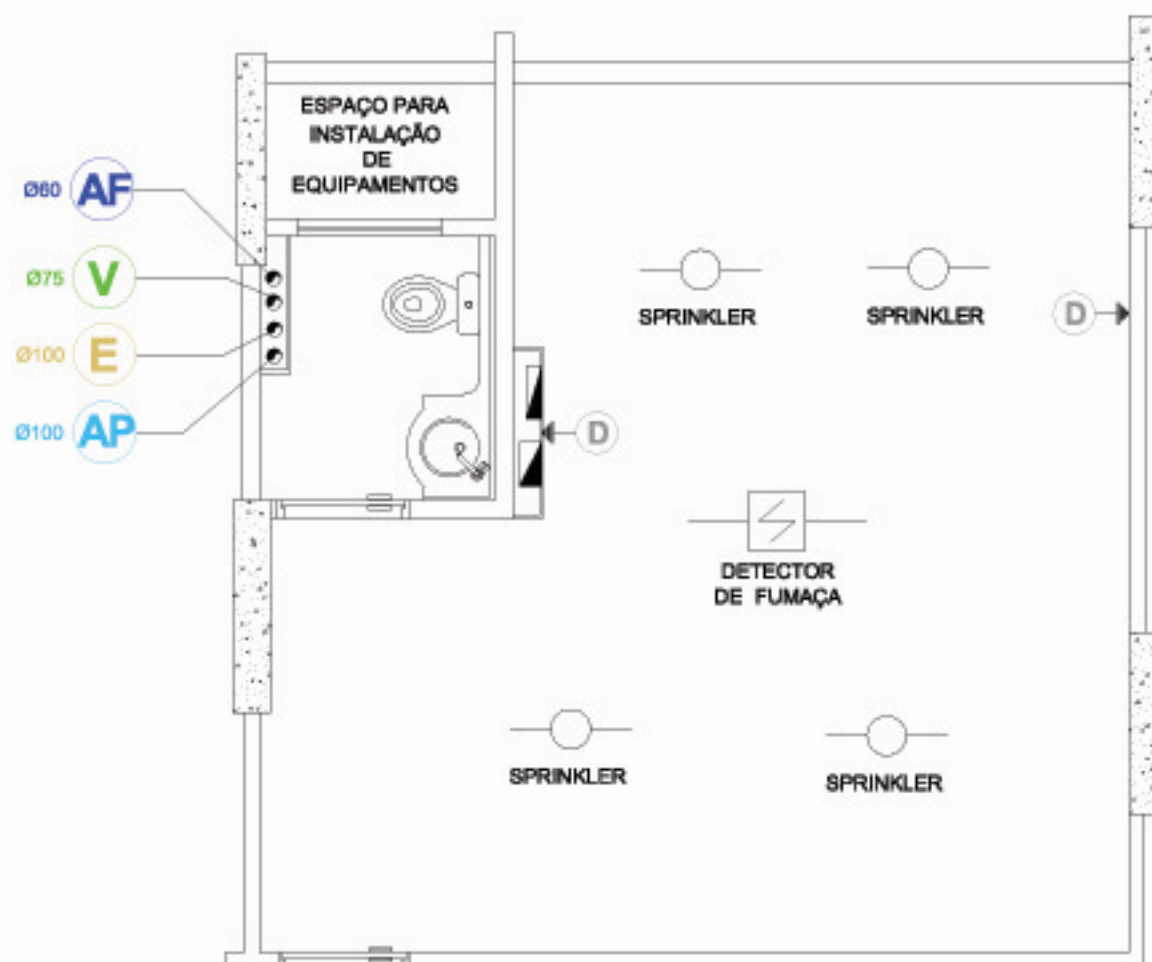 ESPAÇO PARA
INSTALAÇÃO
DE
EQUIPAMENTOS
Ø60 AF
Ø75 V
Ø100 E
Ø100 AP
SPRINKLER
SPRINKLER
D
D
DETECTOR
DE FUMAÇA
SPRINKLER
SPRINKLER